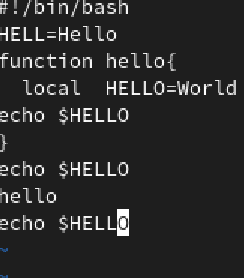 #!/bin/bash
HELL=Hello
function hello{
  local  HELLO=World
echo $HELLO
}
echo $HELLO
hello
echo $HELLO
~
~